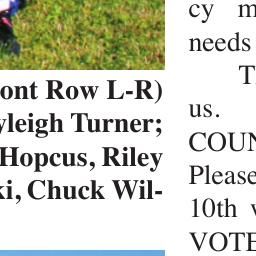 ont Row L-R)
yleigh Turner;
Hopcus, Riley
ki, Chuck Wil-
cy m
needs
T
us.
COUN
Please
10th w
VOTE